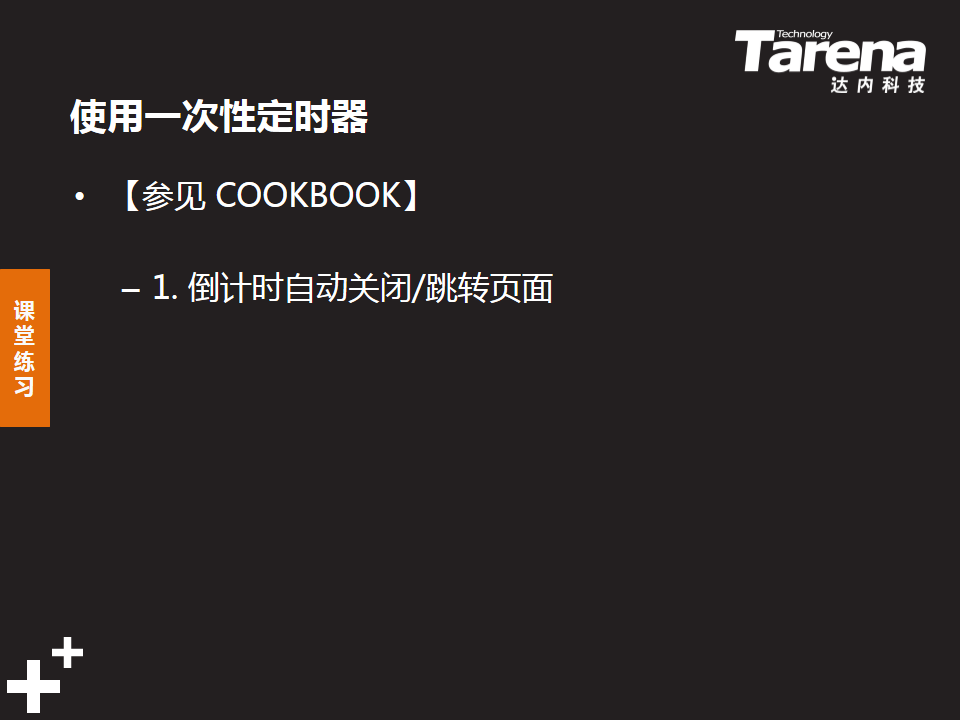 Technology
Tarena
达内科技
使用一次性定时器
• 【参见 COOKBOOK】
– 1. 倒计时自动关闭/跳转页面
课堂练习